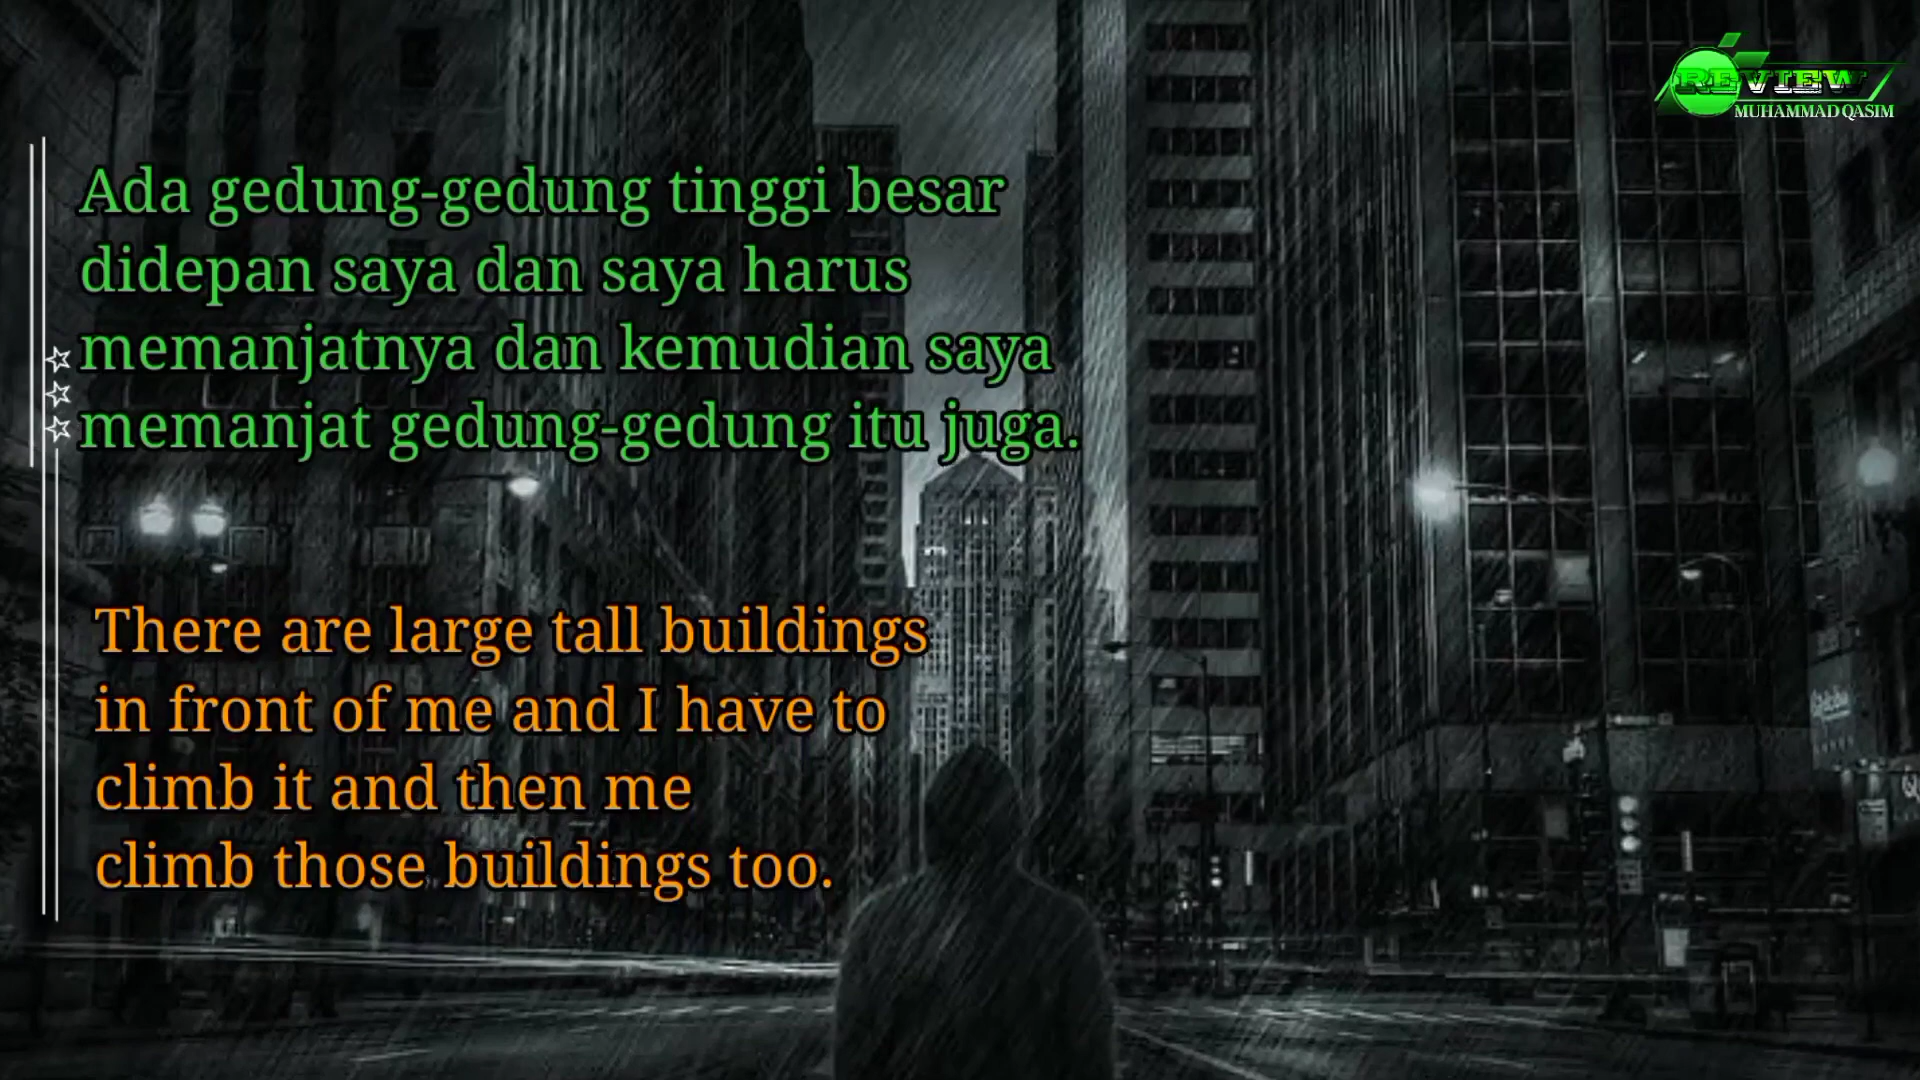 REVIEW
MUHAMMAD QASIM
Ada gedung-gedung tinggi besar
didepan saya dan saya harus
memanjatnya dan kemudian saya
memanjat gedung-gedung itu juga.
There are large tall buildings
in front of me and I have to
climb it and then me
climb those buildings too.